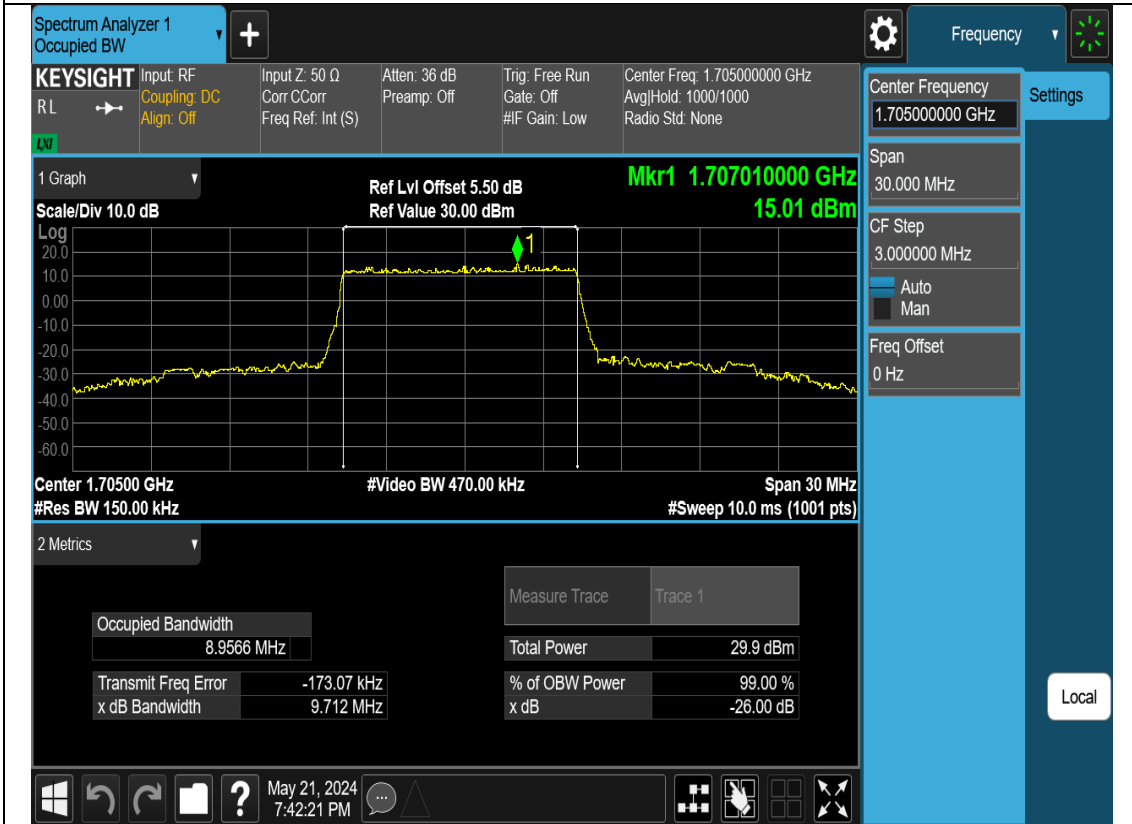 Spectrum Analyzer 1
Occupied BW
▼
+
Frequency ▼
KEYSIGHT
RL
LXI
Input: RF
Coupling: DC
Align: Off
Input Z: 50 Ω
Corr CCorr
Freq Ref: Int (S)
Atten: 36 dB
Preamp: Off
Trig: Free Run
Gate: Off
#IF Gain: Low
Center Freq: 1.705000000 GHz
Avg|Hold: 1000/1000
Radio Std: None
1 Graph ▼
Scale/Div 10.0 dB
Ref Lvl Offset 5.50 dB
Ref Value 30.00 dBm
Mkr1 1.707010000 GHz
15.01 dBm
Log
1
20.0
10.0
0.00
-10.0
-20.0
-30.0
-40.0
-50.0
-60.0
Center 1.70500 GHz
#Res BW 150.00 kHz
#Video BW 470.00 kHz
Span 30 MHz
#Sweep 10.0 ms (1001 pts)
2 Metrics ▼
Measure Trace Trace 1
Occupied Bandwidth
8.9566 MHz
Total Power 29.9 dBm
Transmit Freq Error -173.07 kHz
% of OBW Power 99.00 %
x dB Bandwidth 9.712 MHz
x dB -26.00 dB
Center Frequency
1.705000000 GHz
Settings
Span
30.000 MHz
CF Step
3.000000 MHz
Auto
Man
Freq Offset
0 Hz
Local
?
May 21, 2024
7:42:21 PM